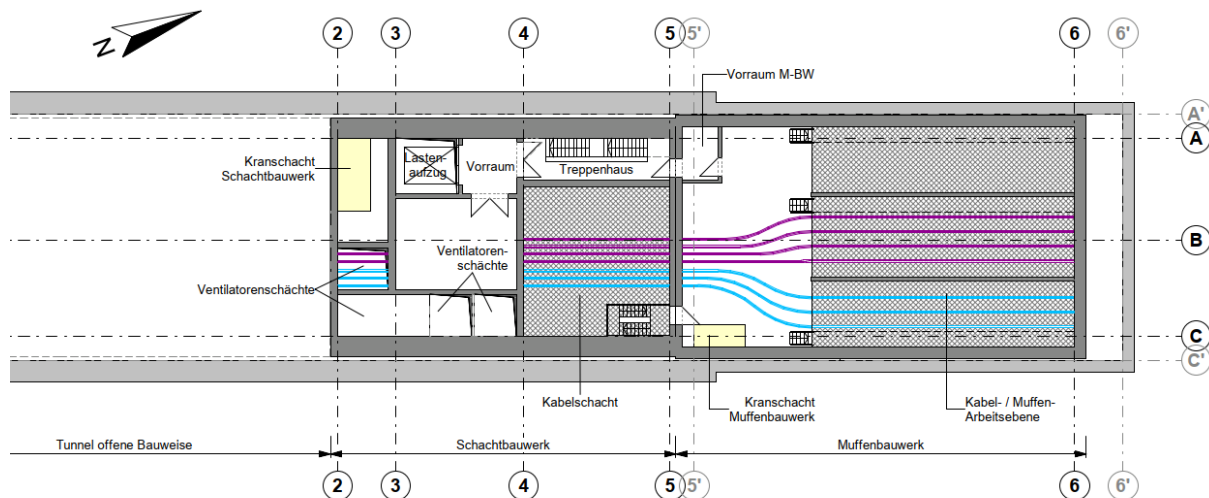 N
2
3
4
5
5'
6
6'
Vorraum M-BW
A'
A
Kranschacht
Schachtbauwerk
Lasten-
aufzug
Vorraum
Treppenhaus
B
Ventilatoren-
schächte
Ventilatorenschächte
C
C'
Kabelschacht
Kranschacht
Muffenbauwerk
Kabel- / Muffen-
Arbeitsebene
Tunnel offene Bauweise
Schachtbauwerk
Muffenbauwerk
2
3
4
5
5'
6
6'